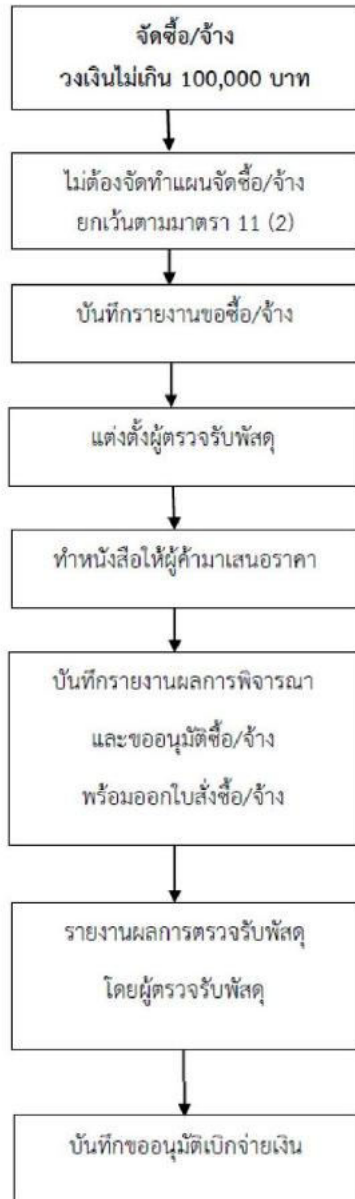 จัดซื้อ/จ้าง
วงเงินไม่เกิน 100,000 บาท
ไม่ต้องจัดทำแผนจัดซื้อ/จ้าง
ยกเว้นตามมาตรา 11 (2)
บันทึกรายงานขอซื้อ/จ้าง
แต่งตั้งผู้ตรวจรับพัสดุ
ทำหนังสือให้ผู้ค้ามาเสนอราคา
บันทึกรายงานผลการพิจารณา
และขออนุมัติซื้อ/จ้าง
พร้อมออกใบสั่งซื้อ/จ้าง
รายงานผลการตรวจรับพัสดุ
โดยผู้ตรวจรับพัสดุ
บันทึกขออนุมัติเบิกจ่ายเงิน